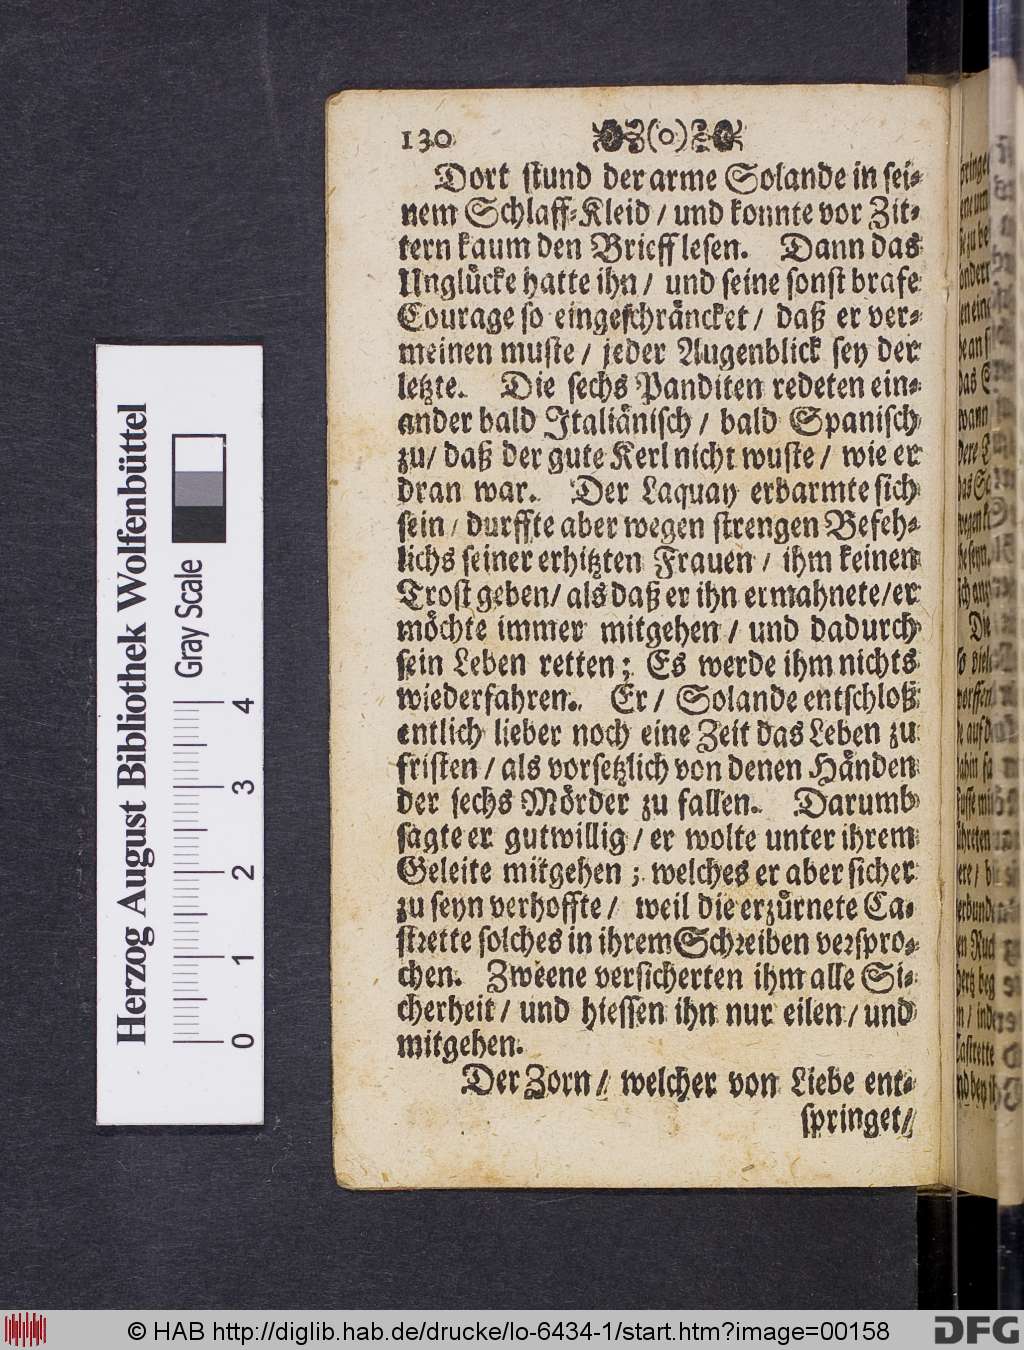 130 (o)
Dort stund der arme Solande in sei⸗
nem Schlaff⸗Kleid / und konnte vor Zit⸗
tern kaum den Brieff lesen. Dann das
Unglücke hatte ihn / und seine sonst brafe
Courage so eingeschräncket / daß er ver⸗
meinen muste / jeder Augenblick sey der
letzte. Die sechs Panditen redeten ein⸗
ander bald Italiänisch / bald Spanisch
zu / daß der gute Kerl nicht wuste / wie er
dran war. Der Laquay erbarmte sich
sein / durffte aber wegen strengen Befeh⸗
lichs seiner erhitzten Frauen / ihm keinen
Trost geben / als daß er ihn ermahnete / er
möchte immer mitgehen / und dadurch
sein Leben retten; Es werde ihm nichts
wiederfahren. Er / Solande entschloß
entlich lieber noch eine Zeit das Leben zu
fristen / als vorsetzlich von denen Händen
der sechs Mörder zu fallen. Darumb
sagte er gutwillig / er wolte unter ihrem
Geleite mitgehen; welches er aber sicher
zu seyn verhoffte / weil die erzürnete Ca⸗
strette solches in ihrem Schreiben verspro⸗
chen. Zweene versicherten ihm alle Si⸗
cherheit / und hiessen ihn nur eilen / und
mitgehen.
Der Zorn / welcher von Liebe ent⸗
springet /
Herzog August Bibliothek Wolfenbüttel
Gray Scale
0 1 2 3 4
© HAB http://diglib.hab.de/drucke/lo-6434-1/start.htm?image=00158
DFG